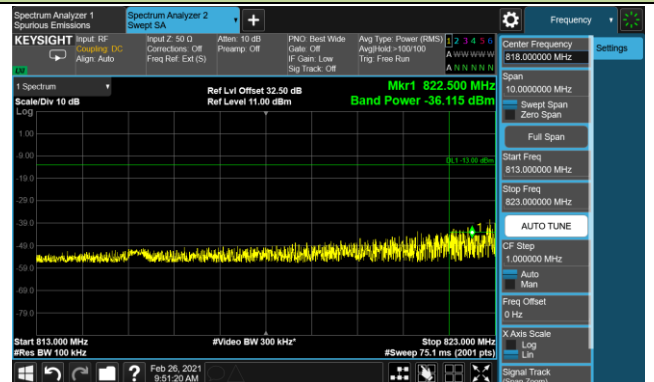 Spectrum Analyzer 1
Spurious Emissions
Spectrum Analyzer 2
Swept SA
Frequency
KEYSIGHT
Input: RF
Coupling: DC
Align: Auto
Input Z: 50 Ω
Corrections: Off
Freq Ref: Ext (S)
Atten: 10 dB
Preamp: Off
PNO: Best Wide
Gate: Off
IF Gain: Low
Sig Track: Off
Avg Type: Power (RMS)
Avg|Hold >100/100
Trig: Free Run
1 2 3 4 5 6
A W W W W W
A N N N N N
Center Frequency
818.000000 MHz
Settings
1 Spectrum
Scale/Div 10 dB
Log
Ref Lvl Offset 32.50 dB
Ref Level 11.00 dBm
Mkr1 822.500 MHz
Band Power -36.115 dBm
Span
10.0000000 MHz
Swept Span
Zero Span
Full Span
1.00
-9.00
DL1 -13.00 dBm
-19.0
-29.0
-39.0
1
-49.0
-59.0
-69.0
-79.0
Start Freq
813.000000 MHz
Stop Freq
823.000000 MHz
AUTO TUNE
CF Step
1.000000 MHz
Auto
Man
Freq Offset
0 Hz
X Axis Scale
Log
Lin
Signal Track
(Span Zoom)
Start 813.000 MHz
#Res BW 100 kHz
#Video BW 300 kHz*
Stop 823.000 MHz
#Sweep 75.1 ms (2001 pts)
?
Feb 26, 2021
9:51:20 AM